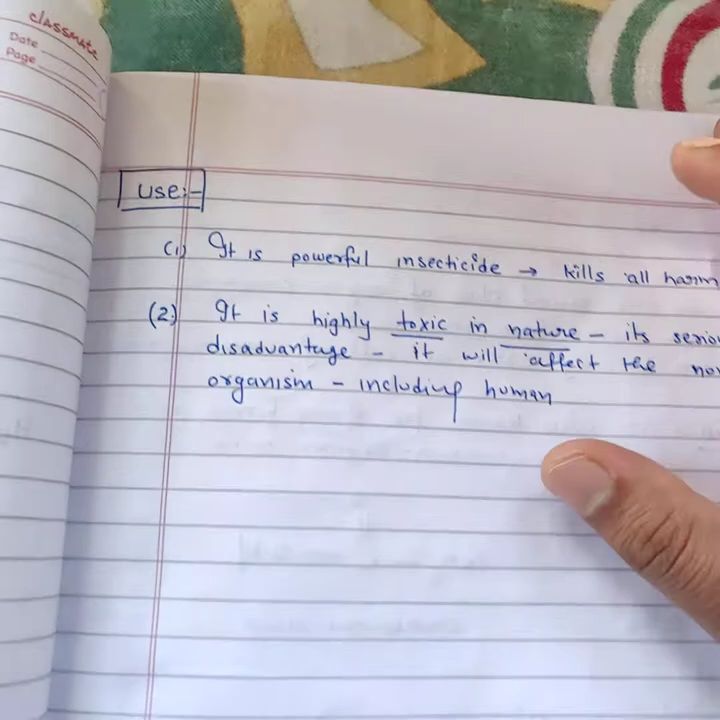 classmate
Date
Page
Use:-
(1) It is powerful insecticide → kills all harm
(2) It is highly toxic in nature - its serio
disadvantage - it will affect the no
organism - including human